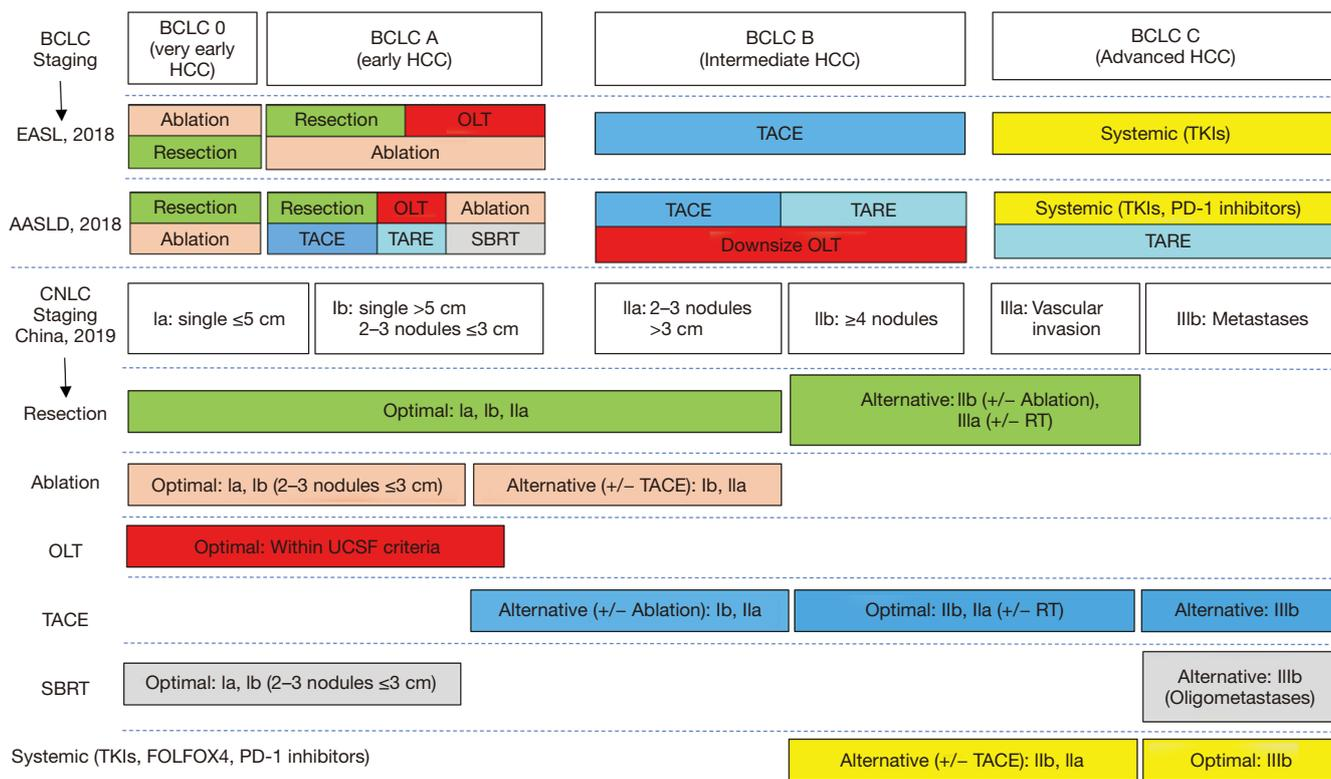 BCLC
Staging
BCLC 0
(very early
HCC)
BCLC A
(early HCC)
BCLC B
(Intermediate HCC)
BCLC C
(Advanced HCC)
EASL, 2018
Ablation
Resection
OLT
Resection
Ablation
TACE
Systemic (TKIs)
AASLD, 2018
Resection
Resection
OLT
Ablation
Ablation
TACE
TARE
SBRT
TACE
TARE
Downsize OLT
Systemic (TKIs, PD-1 inhibitors)
TARE
CNLC
Staging
China, 2019
Ia: single ≤5 cm
Ib: single >5 cm
2–3 nodules ≤3 cm
IIa: 2–3 nodules
>3 cm
IIb: ≥4 nodules
IIIa: Vascular
invasion
IIIb: Metastases
Resection
Optimal: Ia, Ib, IIa
Alternative: IIb (+/− Ablation),
IIIa (+/− RT)
Ablation
Optimal: Ia, Ib (2–3 nodules ≤3 cm)
Alternative (+/− TACE): Ib, IIa
OLT
Optimal: Within UCSF criteria
TACE
Alternative (+/− Ablation): Ib, IIa
Optimal: IIb, IIa (+/− RT)
Alternative: IIIb
SBRT
Optimal: Ia, Ib (2–3 nodules ≤3 cm)
Alternative: IIIb
(Oligometastases)
Systemic (TKIs, FOLFOX4, PD-1 inhibitors)
Alternative (+/− TACE): IIb, IIa
Optimal: IIIb